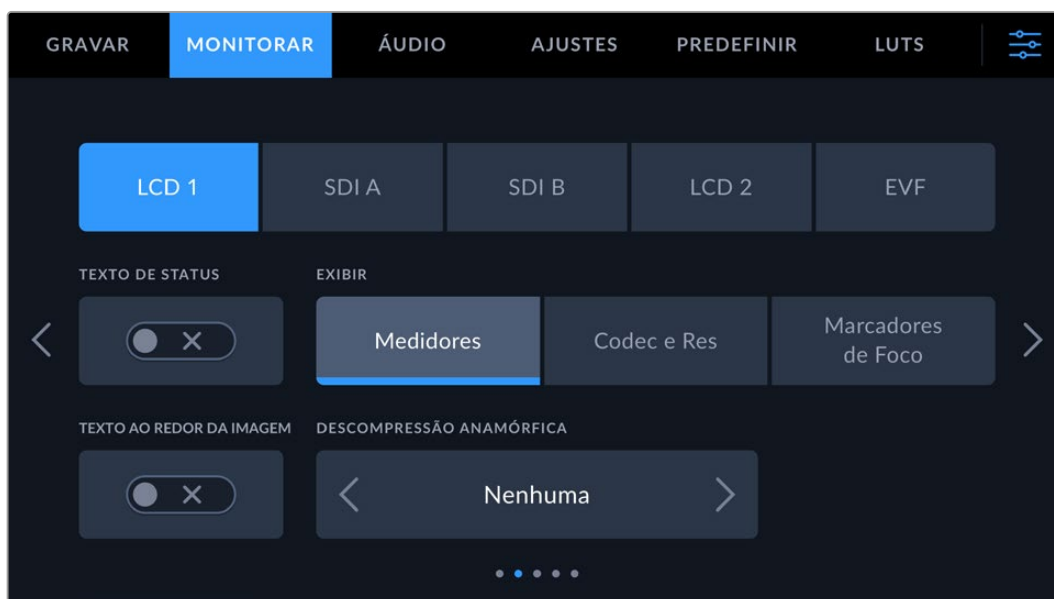 GRAVAR MONITORAR ÁUDIO AJUSTES PREDEFINIR LUTS
LCD 1 SDI A SDI B LCD 2 EVF
TEXTO DE STATUS EXIBIR
Medidores Codec e Res Marcadores
de Foco
TEXTO AO REDOR DA IMAGEM DESCOMPRESSÃO ANAMÓRFICA
Nenhuma